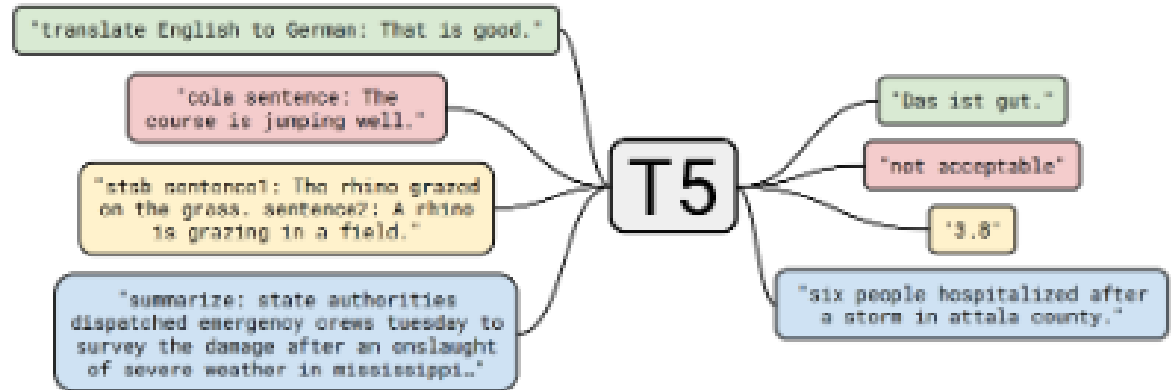 "translate English to German: That is good."
"cola sentence: The
course is jumping well."
"stsb sentence1: The rhino grazed
on the grass. sentence2: A rhino
is grazing in a field."
"summarize: state authorities
dispatched emergency crews tuesday to
survey the damage after an onslaught
of severe weather in mississippi…"
T5
"Das ist gut."
"not acceptable"
"3.8"
"six people hospitalized after
a storm in attala county."